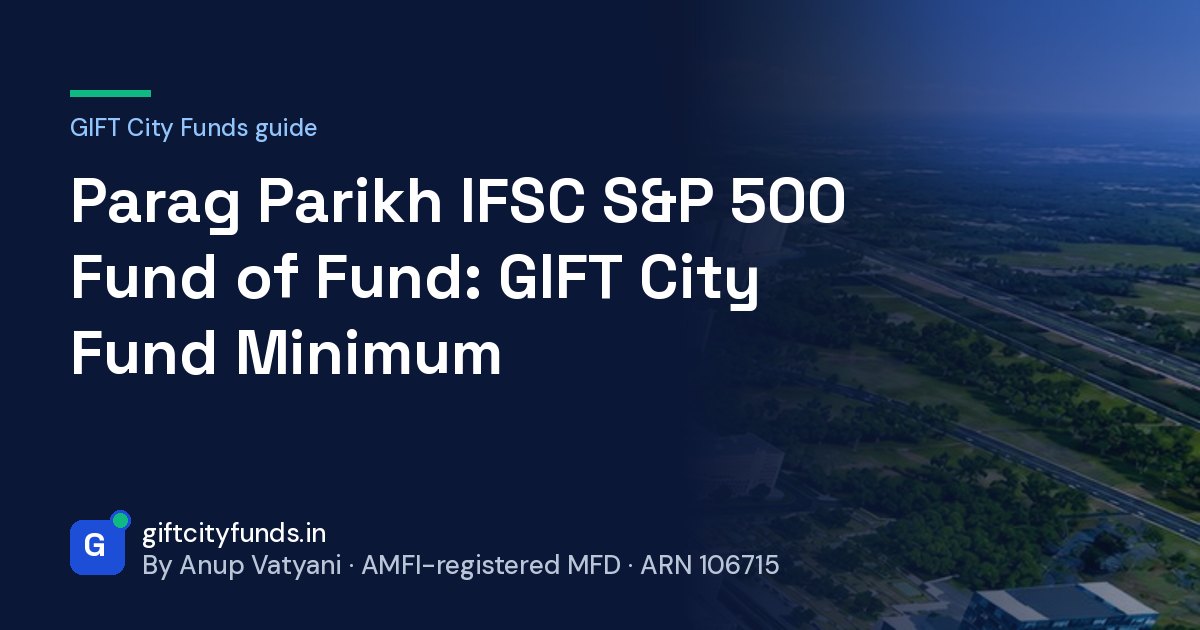 GIFT City Funds guide
Parag Parikh IFSC S&P 500
Fund of Fund: GIFT City
Fund Minimum
G
giftcityfunds.in
By Anup Vatyani · AMFI-registered MFD · ARN 106715